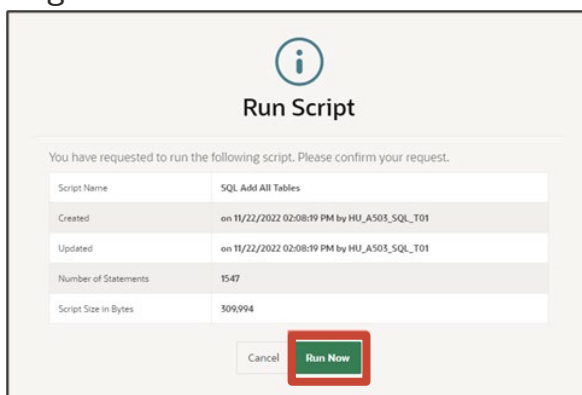 Run Script
You have requested to run the following script. Please confirm your request.
Script Name SQL Add All Tables
Created on 11/22/2022 02:08:19 PM by HU_A503_SQL_T01
Updated on 11/22/2022 02:08:19 PM by HU_A503_SQL_T01
Number of Statements 1547
Script Size in Bytes 309,994
Cancel Run Now